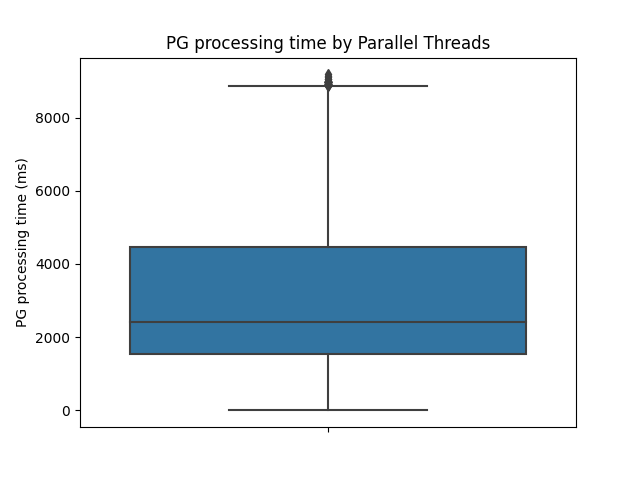 PG processing time by Parallel Threads
PG processing time (ms)
8000
6000
4000
2000
0